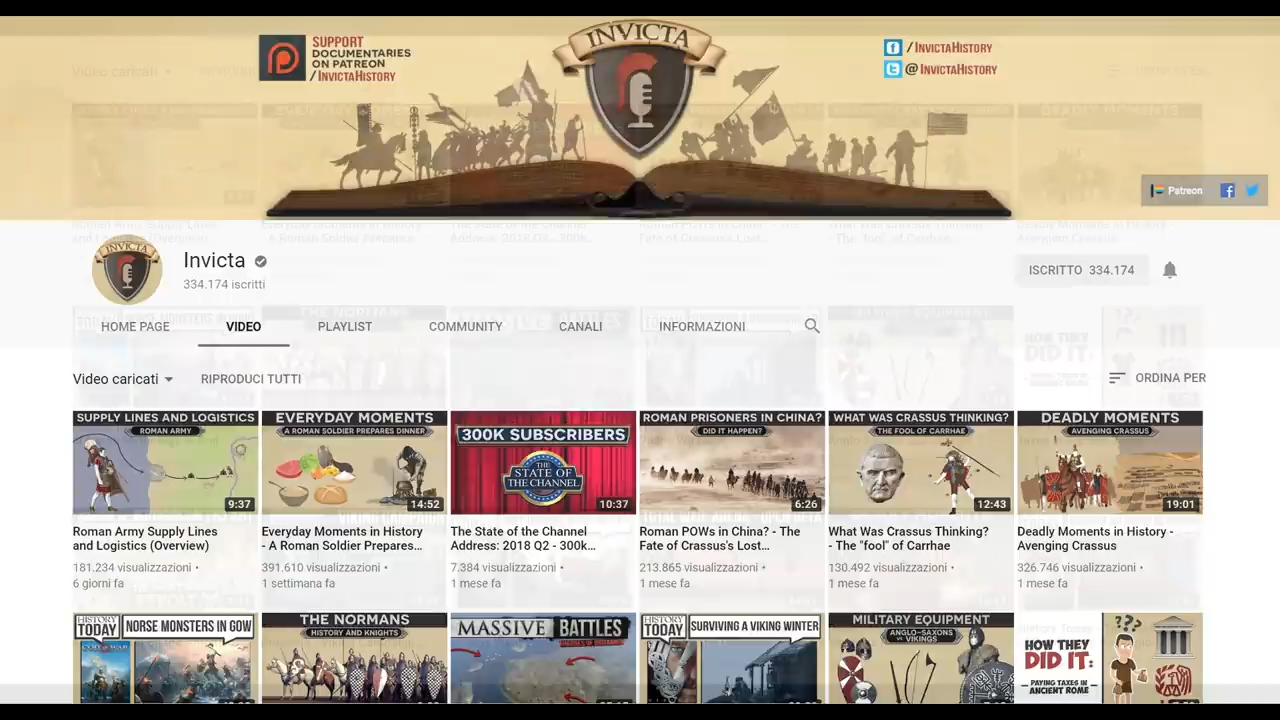 SUPPORT
DOCUMENTARIES
ON PATREON
/INVICTAHISTORY
INVICTA
/INVICTAHISTORY
@INVICTAHISTORY
Patreon
INVICTA
Invicta
334.174 iscritti
ISCRITTO 334.174
HOME PAGE
VIDEO
PLAYLIST
COMMUNITY
CANALI
INFORMAZIONI
Video caricati
RIPRODUCI TUTTI
ORDINA PER
SUPPLY LINES AND LOGISTICS
ROMAN ARMY
9:37
EVERYDAY MOMENTS
A ROMAN SOLDIER PREPARES DINNER
14:52
300K SUBSCRIBERS
THE
STATE OF
THE CHANNEL
10:37
ROMAN PRISONERS IN CHINA?
DID IT HAPPEN?
6:26
WHAT WAS CRASSUS THINKING?
THE FOOL OF CARRHAE
12:43
DEADLY MOMENTS
AVENGING CRASSUS
19:01
Roman Army Supply Lines
and Logistics (Overview)
181.234 visualizzazioni •
6 giorni fa
Everyday Moments in History
- A Roman Soldier Prepares...
391.610 visualizzazioni •
1 settimana fa
The State of the Channel
Address: 2018 Q2 - 300k...
7.384 visualizzazioni •
1 mese fa
Roman POWs in China? - The
Fate of Crassus's Lost...
213.865 visualizzazioni •
1 mese fa
What Was Crassus Thinking?
- The "fool" of Carrhae
130.492 visualizzazioni •
1 mese fa
Deadly Moments in History -
Avenging Crassus
326.746 visualizzazioni •
1 mese fa
HISTORY
TODAY
NORSE MONSTERS IN GOW
THE NORMANS
HISTORY AND KNIGHTS
MASSIVE BATTLES
HISTORY
TODAY
SURVIVING A VIKING WINTER
MILITARY EQUIPMENT
ANGLO-SAXONS
VS VIKINGS
HOW THEY
DID IT:
PAYING TAXES IN
ANCIENT ROME
???